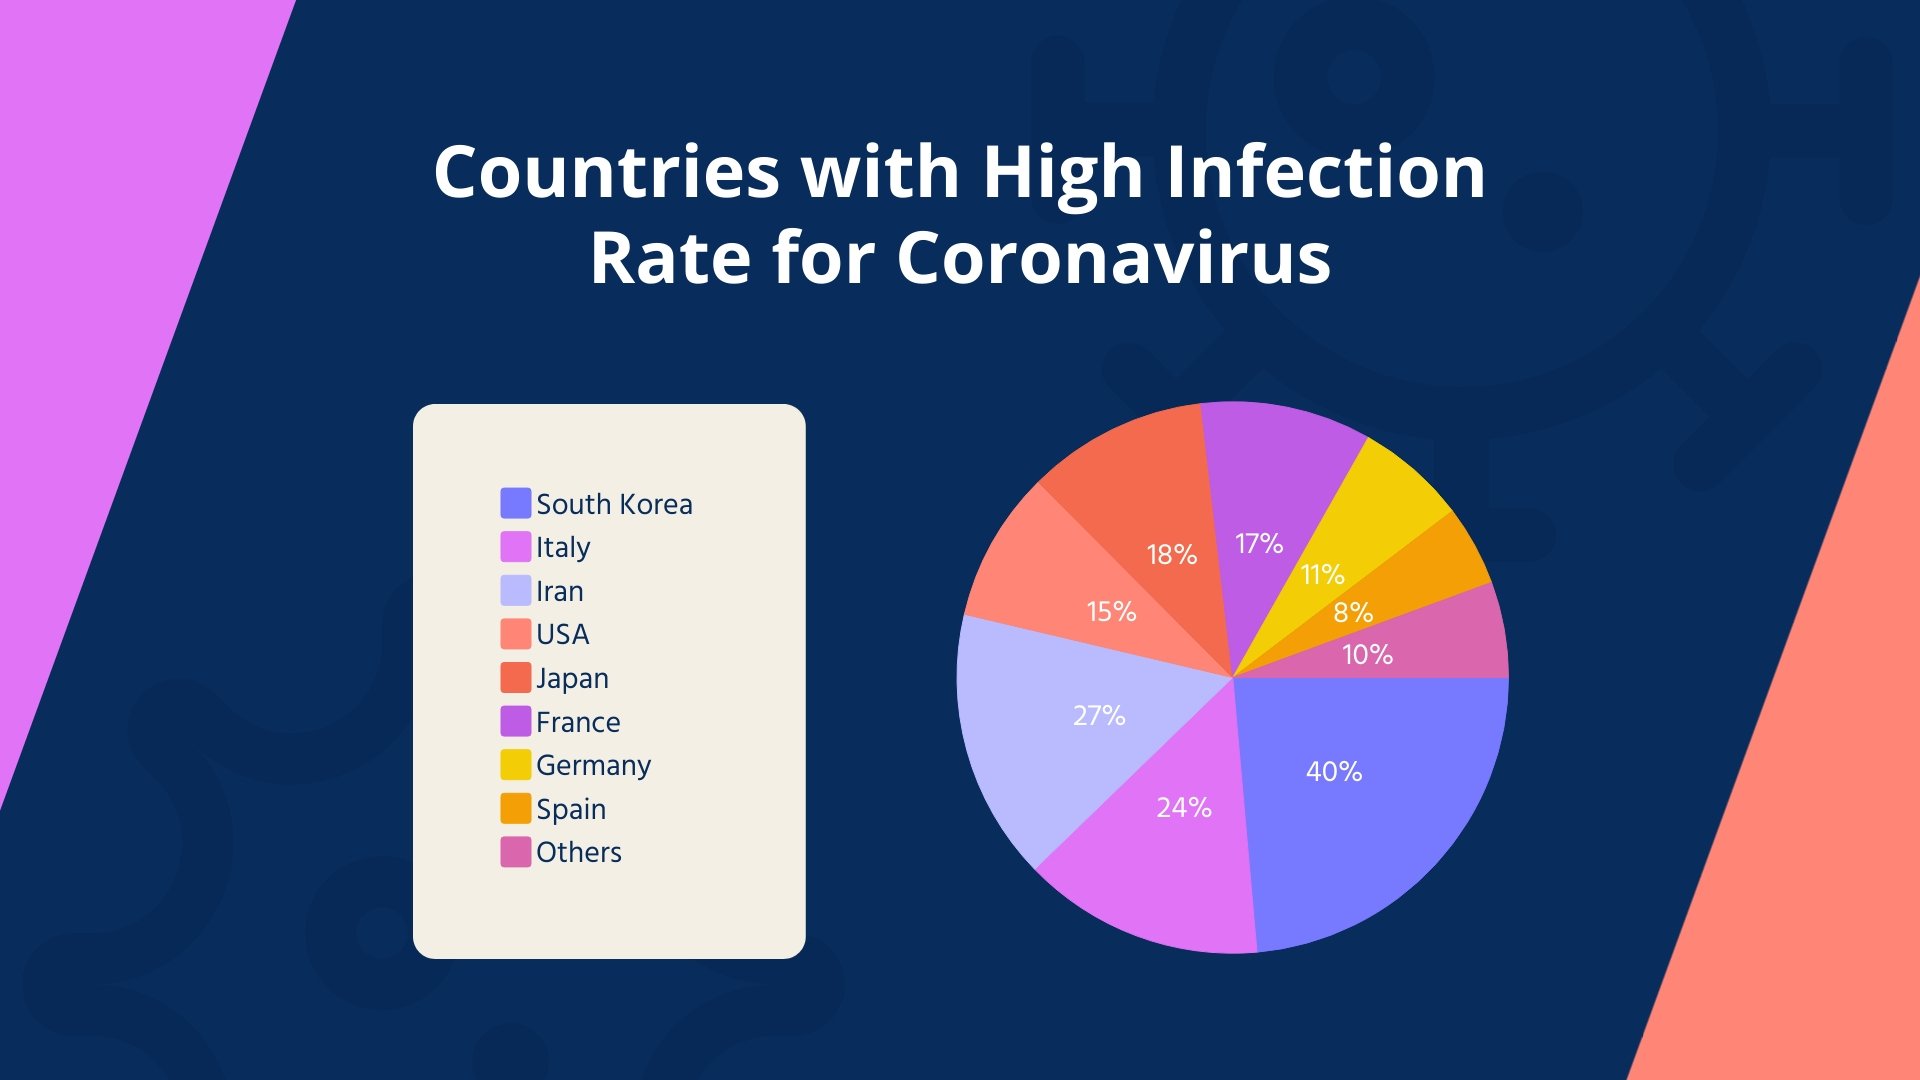 Countries with High Infection
Rate for Coronavirus
South Korea
Italy
Iran
USA
Japan
France
Germany
Spain
Others
18%
17%
11%
8%
10%
15%
27%
24%
40%